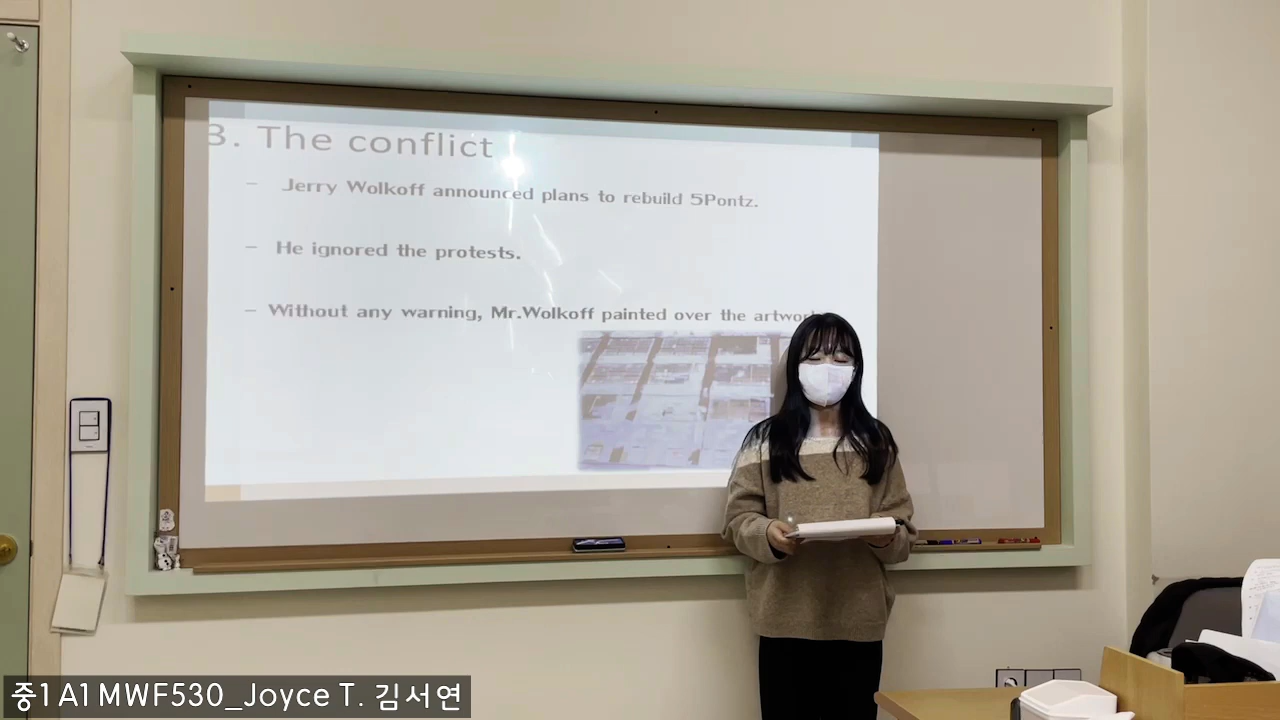 3. The conflict
- Jerry Wolkoff announced plans to rebuild 5Pontz.
- He ignored the protests.
- Without any warning, Mr.Wolkoff painted over the
중1 A1 MWF530_Joyce T. 김서연